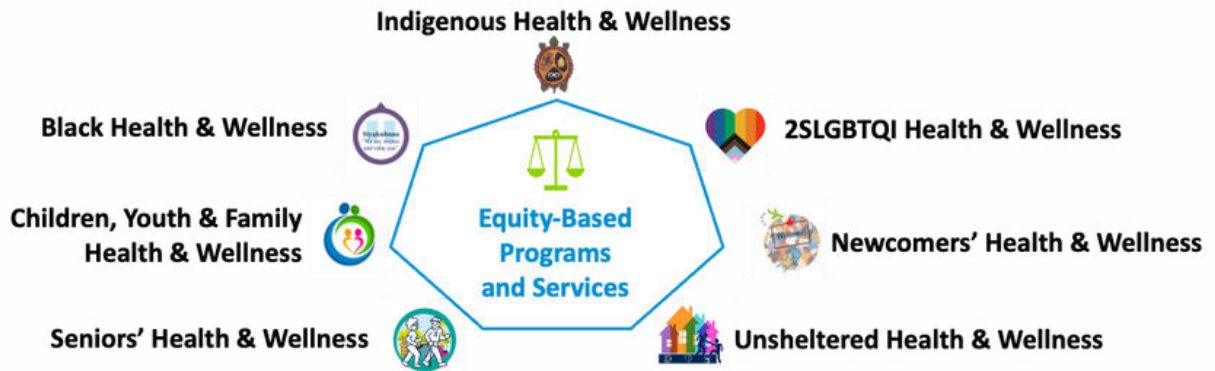 Indigenous Health & Wellness
Black Health & Wellness
Siyakubona
2SLGBTQI Health & Wellness
Children, Youth & Family
Health & Wellness
Equity-Based
Programs
and Services
Newcomers’ Health & Wellness
Seniors’ Health & Wellness
Unsheltered Health & Wellness